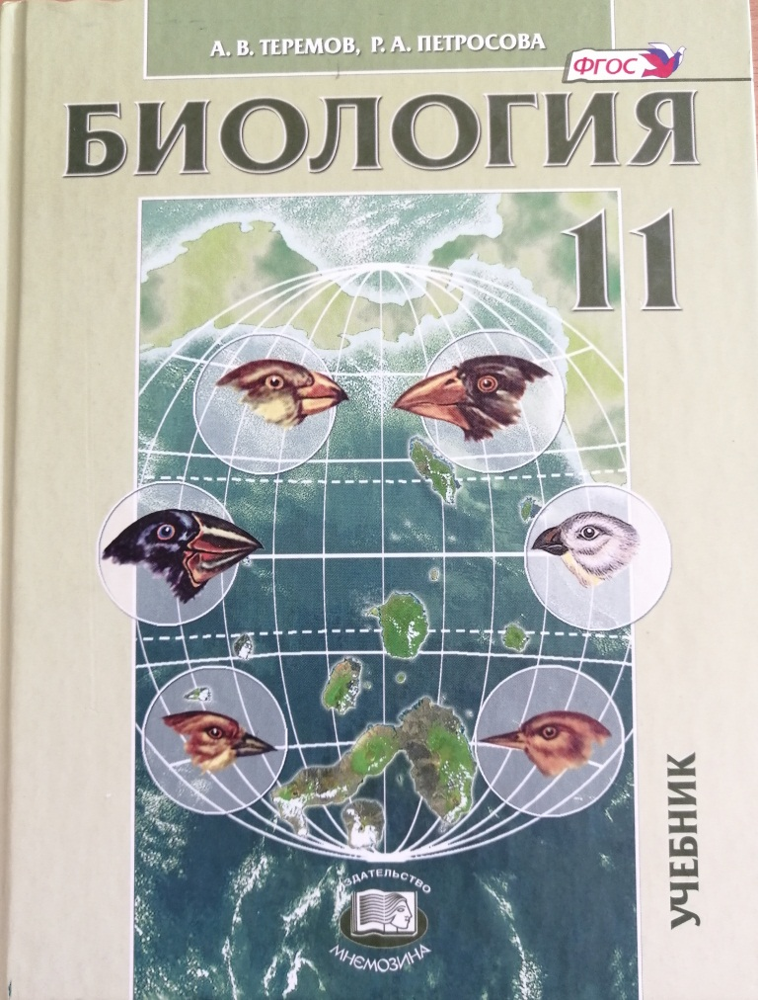 А. В. ТЕРЕМОВ, Р. А. ПЕТРОСОВА
ФГОС
БИОЛОГИЯ
11
УЧЕБНИК
ИЗДАТЕЛЬСТВО
МНЕМОЗИНА